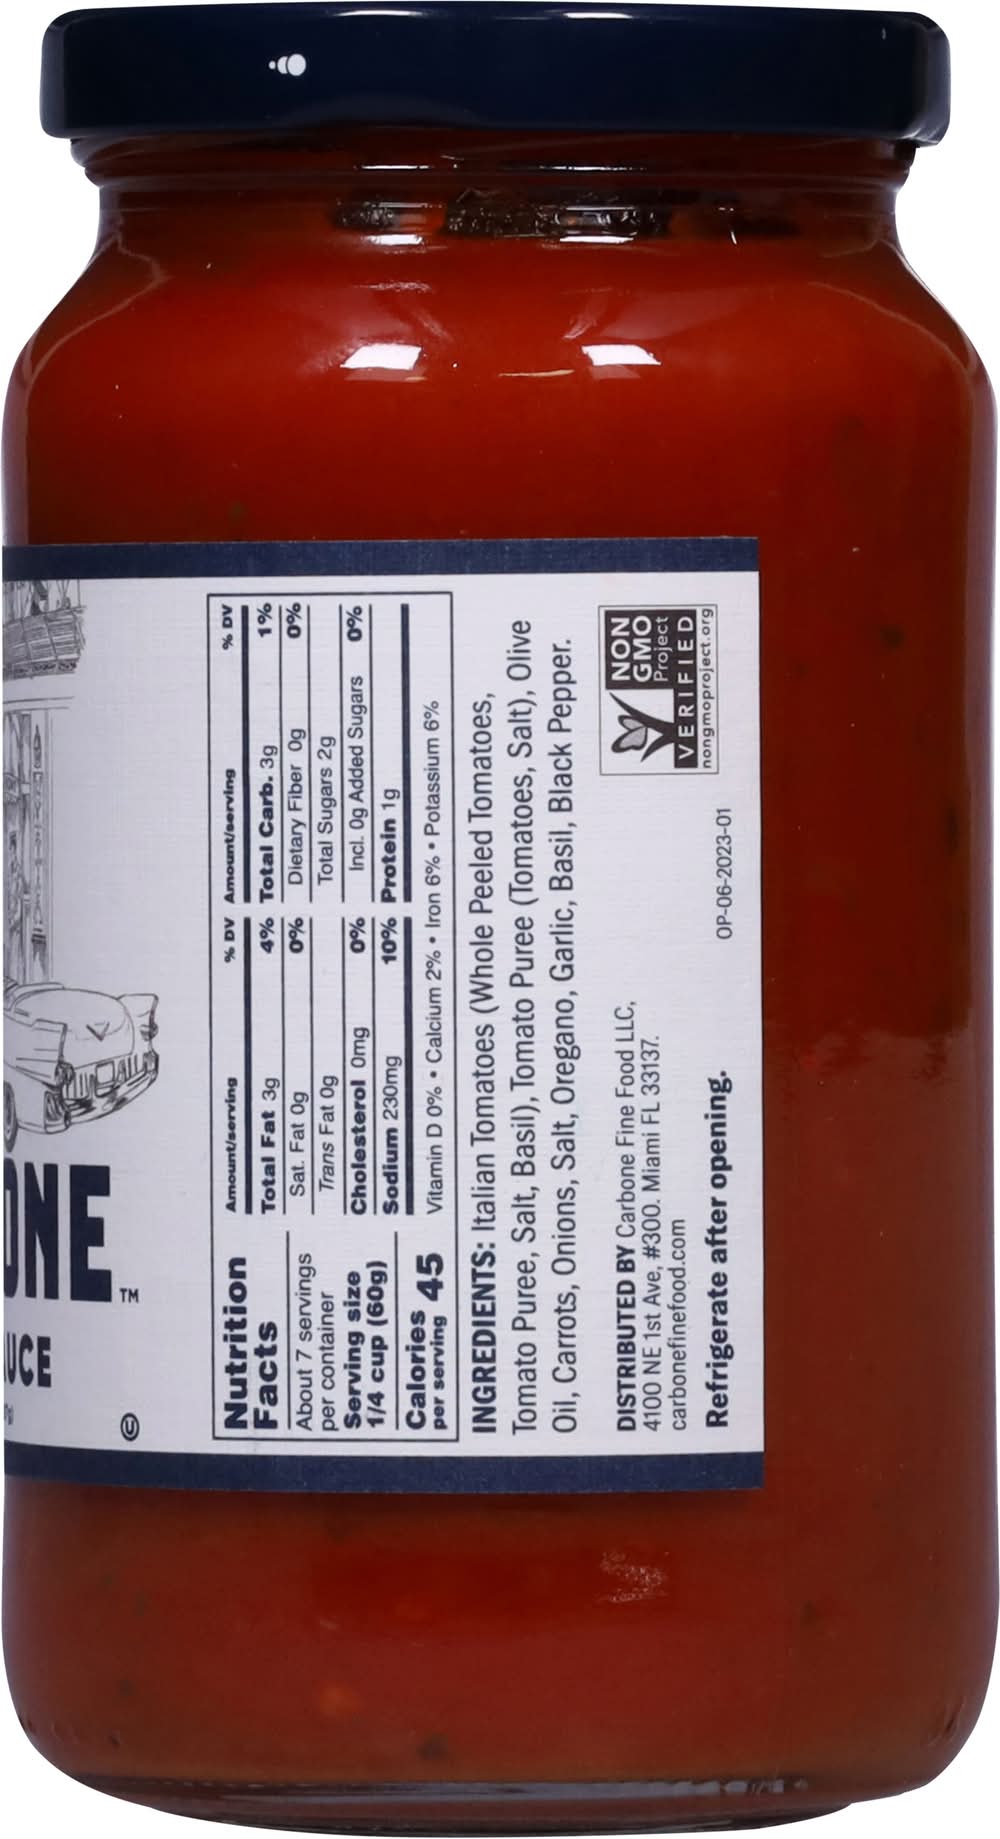 ONE
TM
UCE
Nutrition
Facts
About 7 servings
per container
Serving size
1/4 cup (60g)
Calories 45
per serving
Amount/serving % DV
Total Fat 3g 4%
Sat. Fat 0g 0%
Trans Fat 0g
Cholesterol 0mg 0%
Sodium 230mg 10%
Amount/serving % DV
Total Carb. 3g 1%
Dietary Fiber 0g 0%
Total Sugars 2g
Incl. 0g Added Sugars 0%
Protein 1g
Vitamin D 0% • Calcium 2% • Iron 6% • Potassium 6%
INGREDIENTS: Italian Tomatoes (Whole Peeled Tomatoes,
Tomato Puree, Salt, Basil), Tomato Puree (Tomatoes, Salt), Olive
Oil, Carrots, Onions, Salt, Oregano, Garlic, Basil, Black Pepper.
DISTRIBUTED BY Carbone Fine Food LLC,
4100 NE 1st Ave, #300. Miami FL 33137.
carbonefinefood.com
Refrigerate after opening.
OP-06-2023-01
NON
GMO
Project
VERIFIED
nongmoproject.org